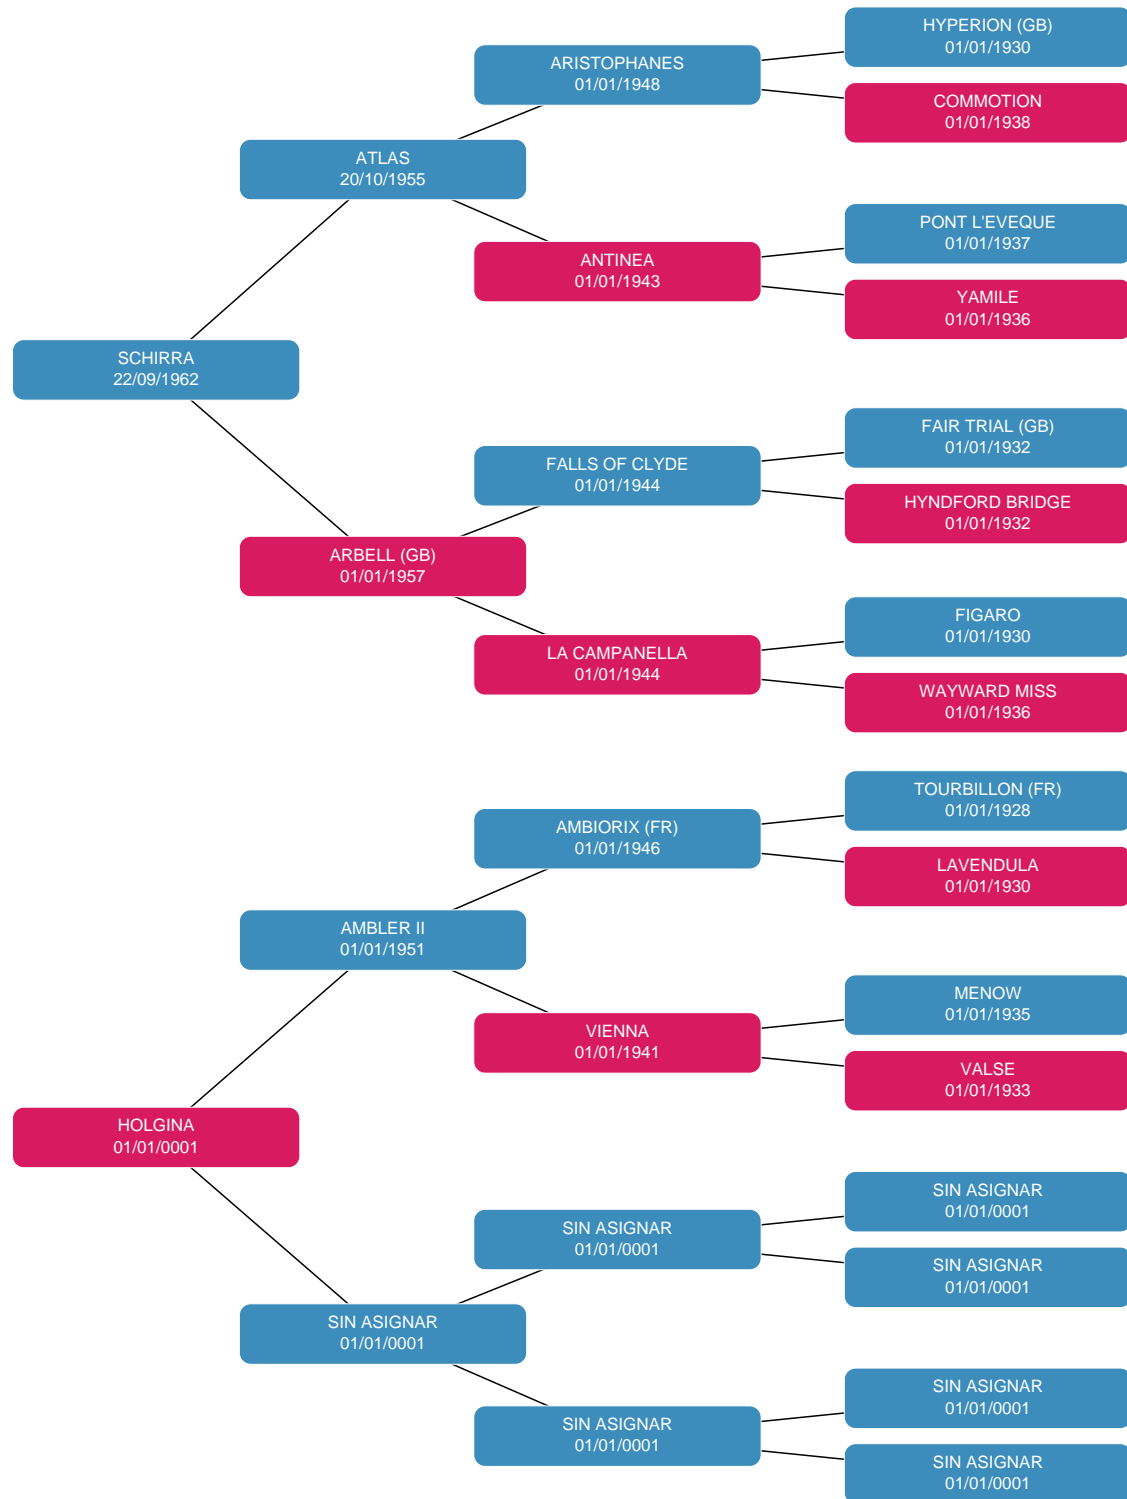 HYPERION (GB)
01/01/1930
ARISTOPHANES
01/01/1948
COMMOTION
01/01/1938
ATLAS
20/10/1955
PONT L'EVEQUE
01/01/1937
ANTINEA
01/01/1943
YAMILE
01/01/1936
SCHIRRA
22/09/1962
FAIR TRIAL (GB)
01/01/1932
FALLS OF CLYDE
01/01/1944
HYNDFORD BRIDGE
01/01/1932
ARBELL (GB)
01/01/1957
FIGARO
01/01/1930
LA CAMPANELLA
01/01/1944
WAYWARD MISS
01/01/1936
TOURBILLON (FR)
01/01/1928
AMBIORIX (FR)
01/01/1946
LAVENDULA
01/01/1930
AMBLER II
01/01/1951
MENOW
01/01/1935
VIENNA
01/01/1941
VALSE
01/01/1933
HOLGINA
01/01/0001
SIN ASIGNAR
01/01/0001
SIN ASIGNAR
01/01/0001
SIN ASIGNAR
01/01/0001
SIN ASIGNAR
01/01/0001
SIN ASIGNAR
01/01/0001
SIN ASIGNAR
01/01/0001
SIN ASIGNAR
01/01/0001